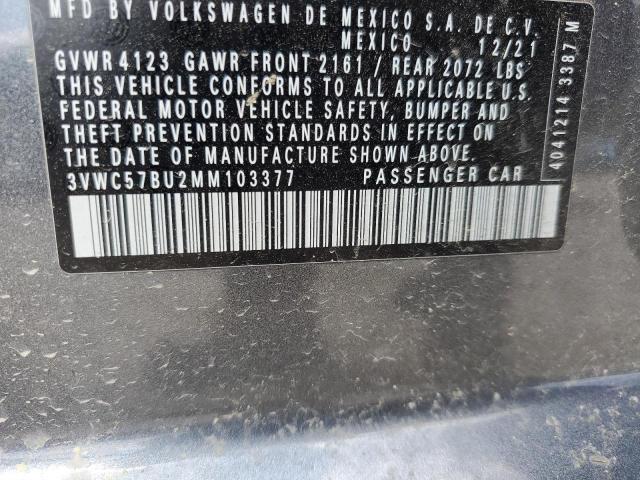 MFD BY VOLKSWAGEN DE MEXICO S.A. DE C.V.
MEXICO 12/21
GVWR 4123 GAWR FRONT 2161 / REAR 2072 LBS
THIS VEHICLE CONFORMS TO ALL APPLICABLE U.S.
FEDERAL MOTOR VEHICLE SAFETY, BUMPER AND
THEFT PREVENTION STANDARDS IN EFFECT ON
THE DATE OF MANUFACTURE SHOWN ABOVE.
3VWC57BU2MM103377 PASSENGER CAR
4041214 3387 M